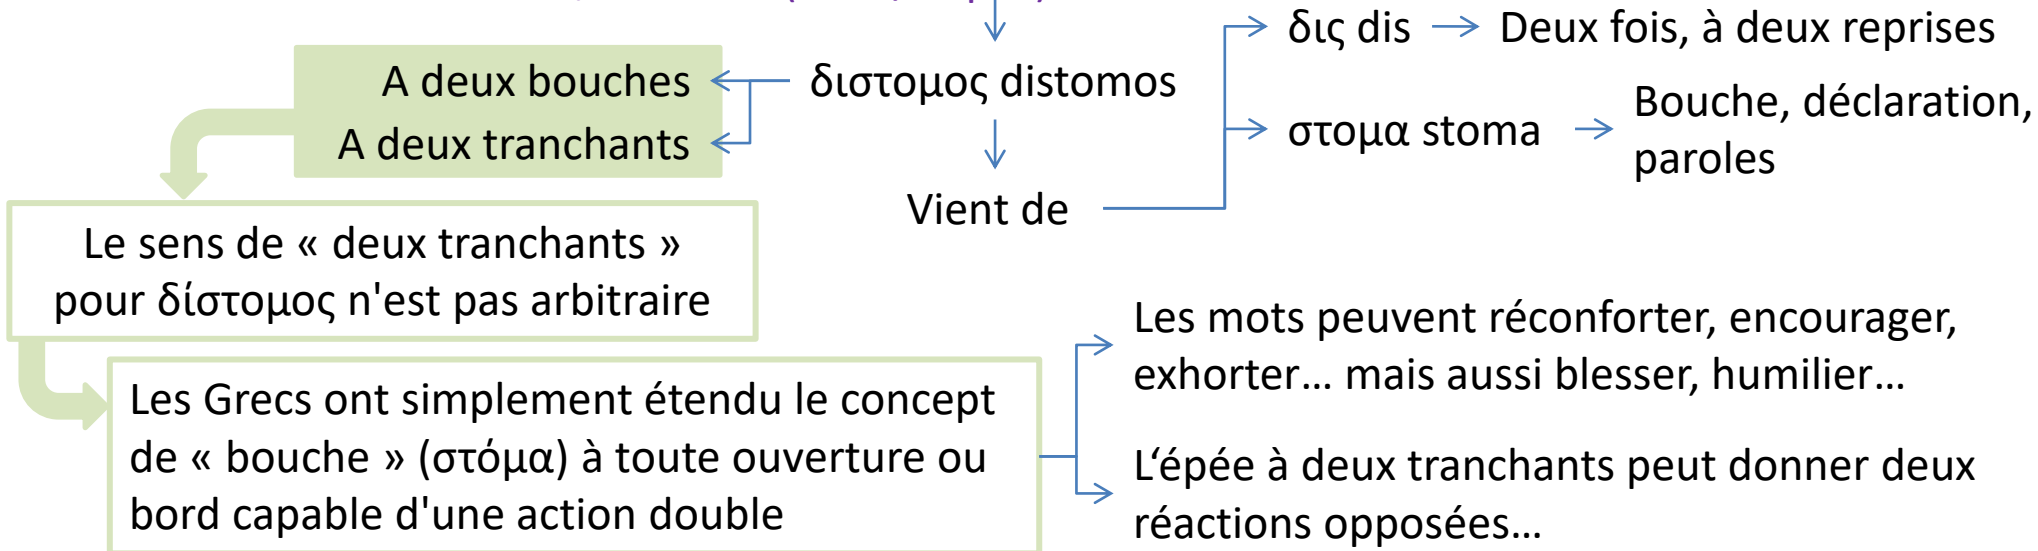 δις dis
Deux fois, à deux reprises
A deux bouches
διστομος distomos
A deux tranchants
στομα stoma
Bouche, déclaration,
paroles
Vient de
Le sens de « deux tranchants »
pour δίστομος n'est pas arbitraire
Les Grecs ont simplement étendu le concept
de « bouche » (στόμα) à toute ouverture ou
bord capable d'une action double
Les mots peuvent réconforter, encourager,
exhorter… mais aussi blesser, humilier…
L‘épée à deux tranchants peut donner deux
réactions opposées…